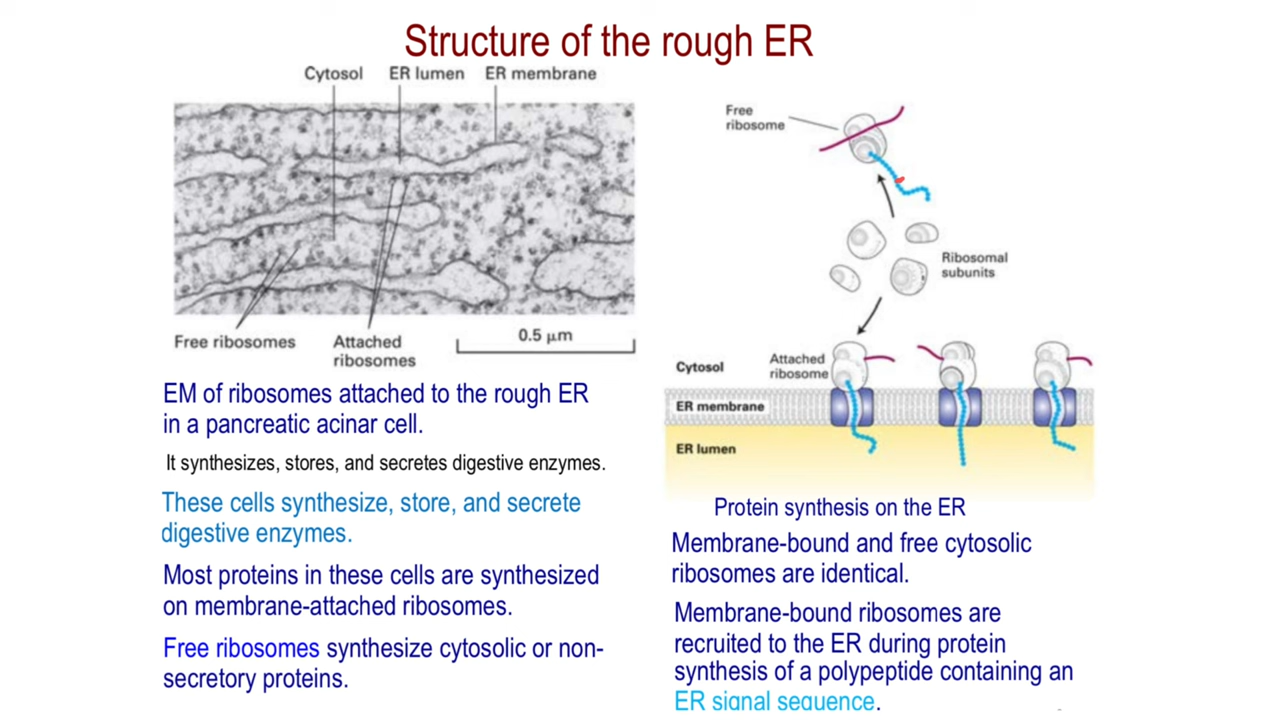 Structure of the rough ER
Cytosol ER lumen ER membrane
Free ribosomes
Attached
ribosomes
0.5 μm
EM of ribosomes attached to the rough ER
in a pancreatic acinar cell.
It synthesizes, stores, and secretes digestive enzymes.
These cells synthesize, store, and secrete
digestive enzymes.
Most proteins in these cells are synthesized
on membrane-attached ribosomes.
Free ribosomes synthesize cytosolic or non-
secretory proteins.
Free
ribosome
Ribosomal
subunits
Cytosol
Attached
ribosome
ER membrane
ER lumen
Protein synthesis on the ER
Membrane-bound and free cytosolic
ribosomes are identical.
Membrane-bound ribosomes are
recruited to the ER during protein
synthesis of a polypeptide containing an
ER signal sequence.